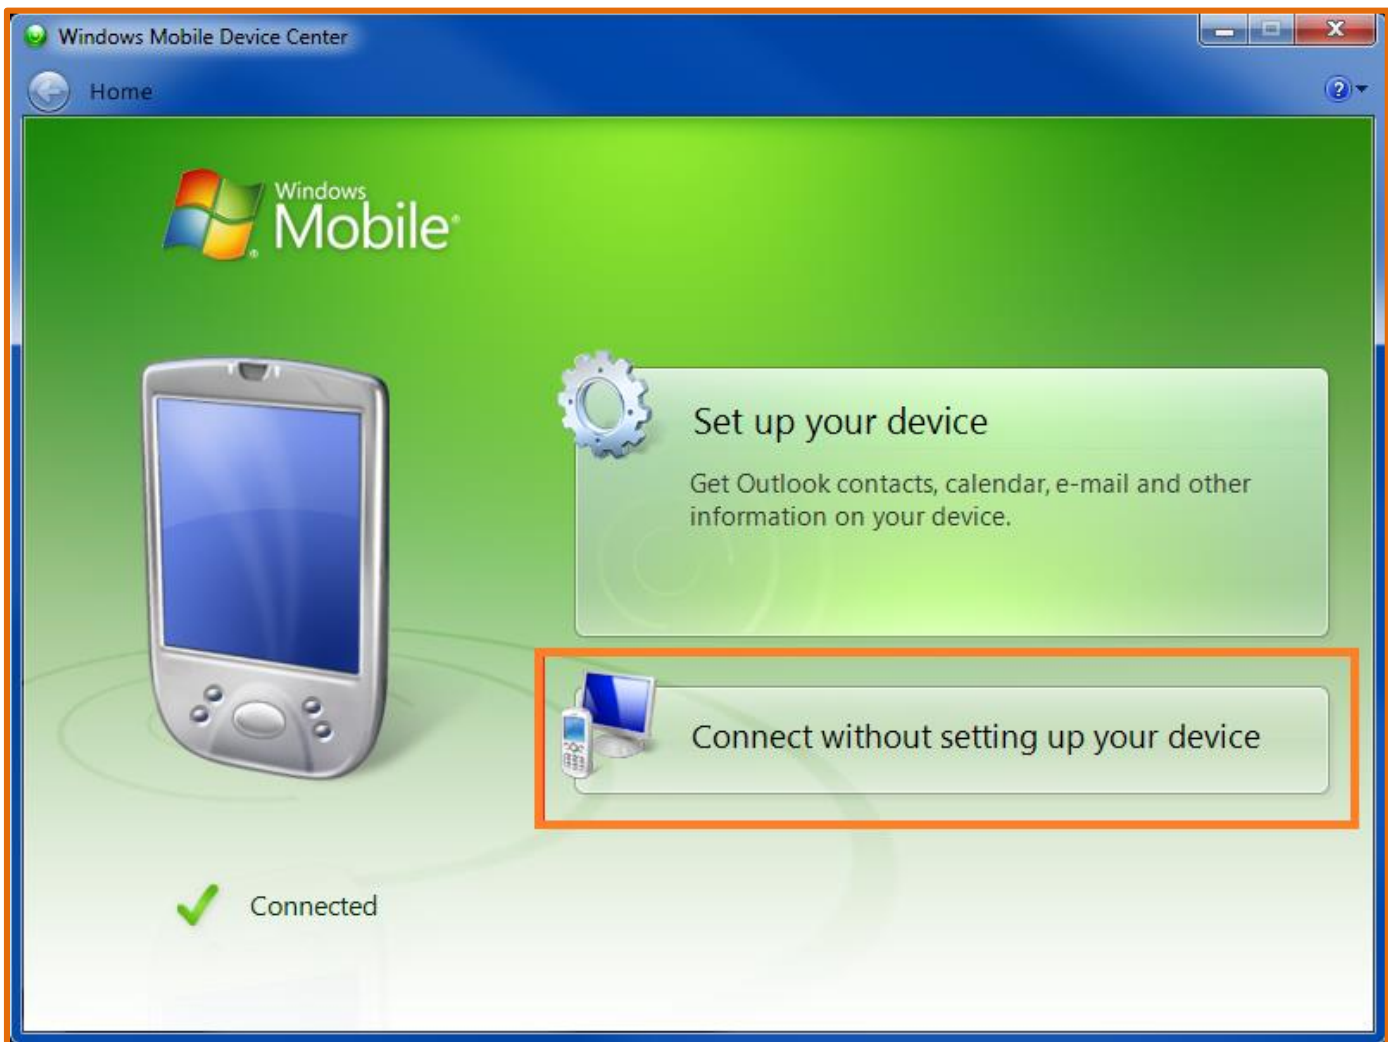 Windows Mobile Device Center
Home
?
Windows
Mobile®
®
Set up your device
Get Outlook contacts, calendar, e-mail and other
information on your device.
Connect without setting up your device
Connected